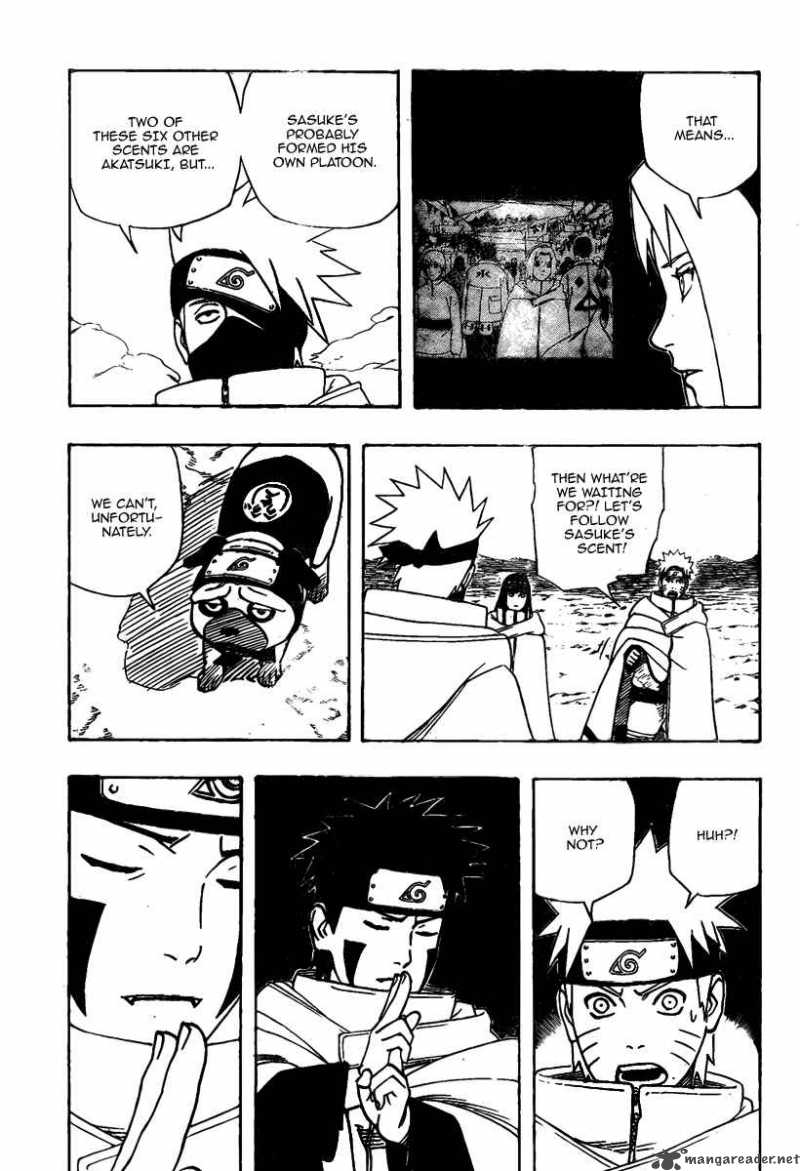 THAT
MEANS...
SASUKE'S
PROBABLY
FORMED HIS
OWN PLATOON.
TWO OF
THESE SIX OTHER
SCENTS ARE
AKATSUKI, BUT...
THEN WHAT'RE
WE WAITING
FOR?! LET'S
FOLLOW
SASUKE'S
SCENT!
WE CAN'T,
UNFORTU-
NATELY.
HUH?!
WHY
NOT?
mangareader.net